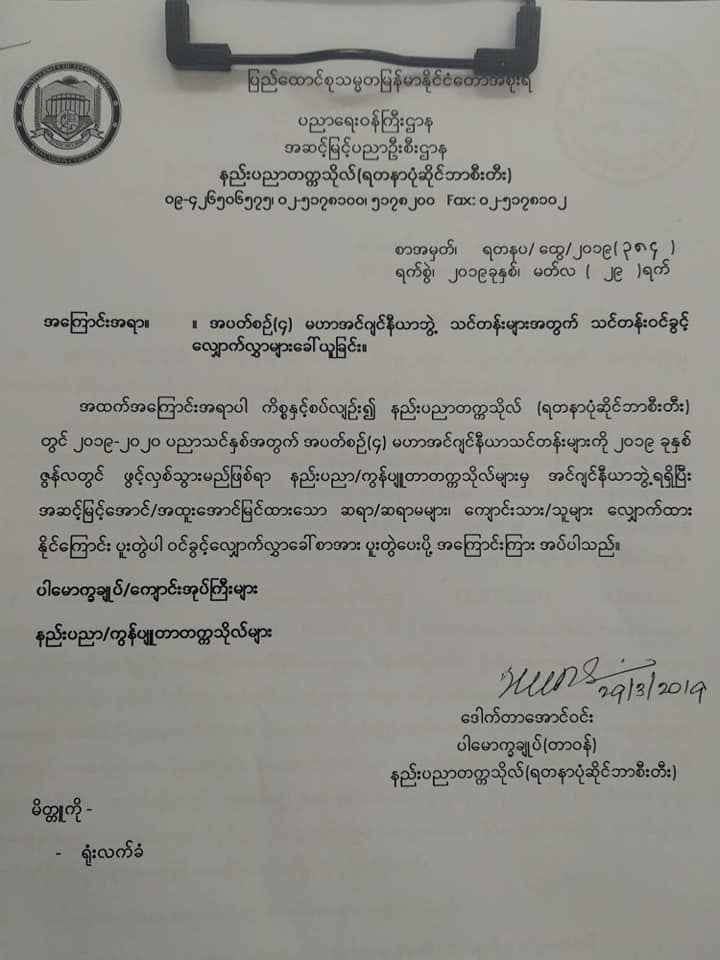 ပြည်ထောင်စုသမ္မတမြန်မာနိုင်ငံတော်အစိုးရ
ပညာရေးဝန်ကြီးဌာန
အဆင့်မြင့်ပညာဦးစီးဌာန
နည်းပညာတက္ကသိုလ်(ရတနာပုံဆိုင်ဘာစီးတီး)
၀၉-၄၂၆၅၀၆၅၇၅၊ ၀၂-၅၁၇၈၁၀၀၊ ၅၁၇၈၂၀၀ Fax: ၀၂-၅၁၇၈၁၀၂
စာအမှတ်၊ ရတနပ/ ထွေ/၂၀၁၉( ၃၈၄ )
ရက်စွဲ၊ ၂၀၁၉ခုနှစ်၊ မတ်လ ( ၂၉ )ရက်
အကြောင်းအရာ။ ။ အပတ်စဉ်(၄) မဟာအင်ဂျင်နီယာဘွဲ့ သင်တန်းများအတွက် သင်တန်းဝင်ခွင့်
လျှောက်လွှာများခေါ်ယူခြင်း။
အထက်အကြောင်းအရာပါ ကိစ္စနှင့်စပ်လျဉ်း၍ နည်းပညာတက္ကသိုလ် (ရတနာပုံဆိုင်ဘာစီးတီး)
တွင် ၂၀၁၉-၂၀၂၀ ပညာသင်နှစ်အတွက် အပတ်စဉ်(၄) မဟာအင်ဂျင်နီယာသင်တန်းများကို ၂၀၁၉ ခုနှစ်
ဇွန်လတွင် ဖွင့်လှစ်သွားမည်ဖြစ်ရာ နည်းပညာ/ကွန်ပျူတာတက္ကသိုလ်များမှ အင်ဂျင်နီယာဘွဲ့ရရှိပြီး
အဆင့်မြင့်အောင်/အထူးအောင်မြင်ထားသော ဆရာ/ဆရာမများ၊ ကျောင်းသား/သူများ လျှောက်ထား
နိုင်ကြောင်း ပူးတွဲပါ ဝင်ခွင့်လျှောက်လွှာခေါ်စာအား ပူးတွဲပေးပို့ အကြောင်းကြား အပ်ပါသည်။
ပါမောက္ခချုပ်/ကျောင်းအုပ်ကြီးများ
နည်းပညာ/ကွန်ပျူတာတက္ကသိုလ်များ
29/3/2019
ဒေါက်တာအောင်ဝင်း
ပါမောက္ခချုပ်(တာဝန်)
နည်းပညာတက္ကသိုလ်(ရတနာပုံဆိုင်ဘာစီးတီး)
မိတ္တူကို -
- ရုံးလက်ခံ